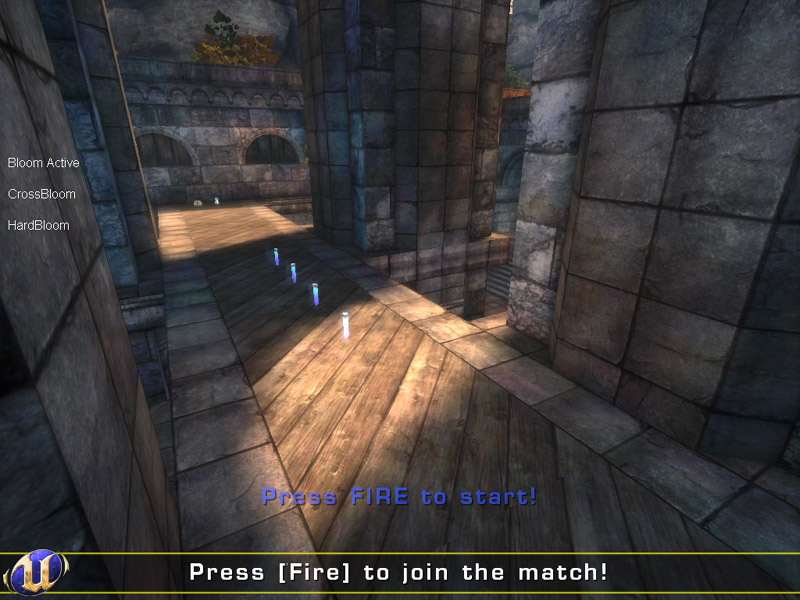 Bloom Active
CrossBloom
HardBloom
Press FIRE to start!
Press [Fire] to join the match!